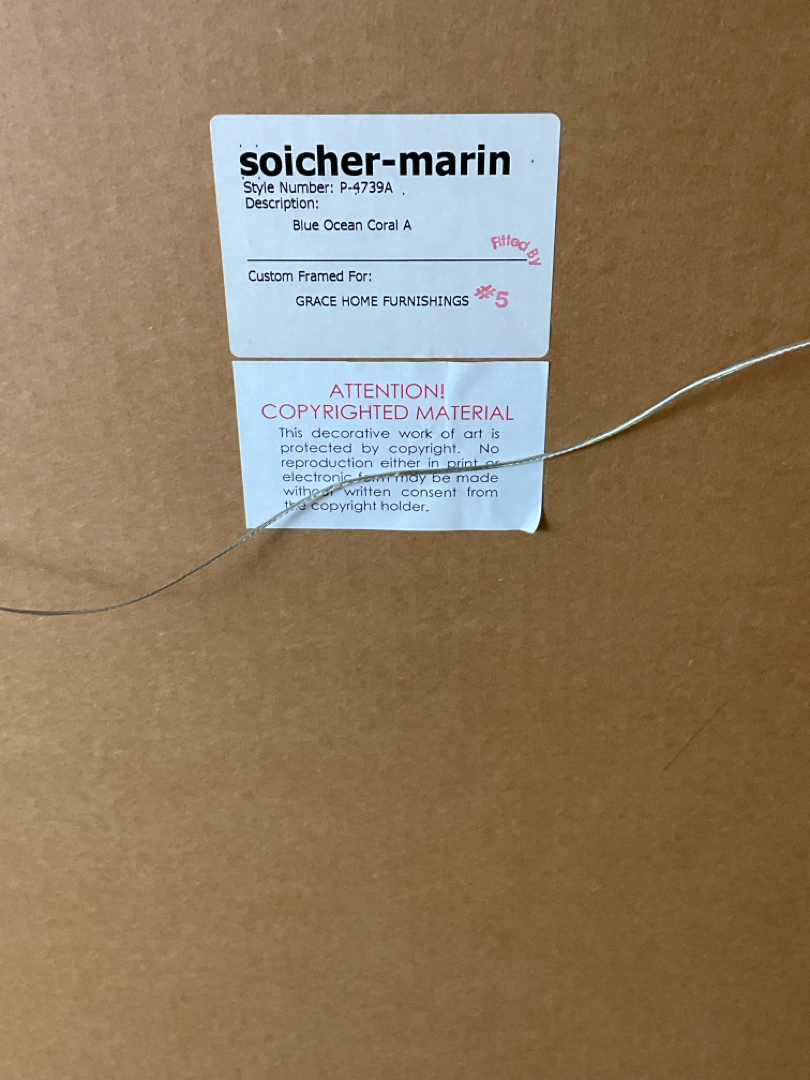 soicher-marin
Style Number: P-4739A
Description:
Blue Ocean Coral A
Fitted By
Custom Framed For:
GRACE HOME FURNISHINGS #5
ATTENTION!
COPYRIGHTED MATERIAL
This decorative work of art is
protected by copyright. No
reproduction either in print or
electronic form may be made
without written consent from
the copyright holder.